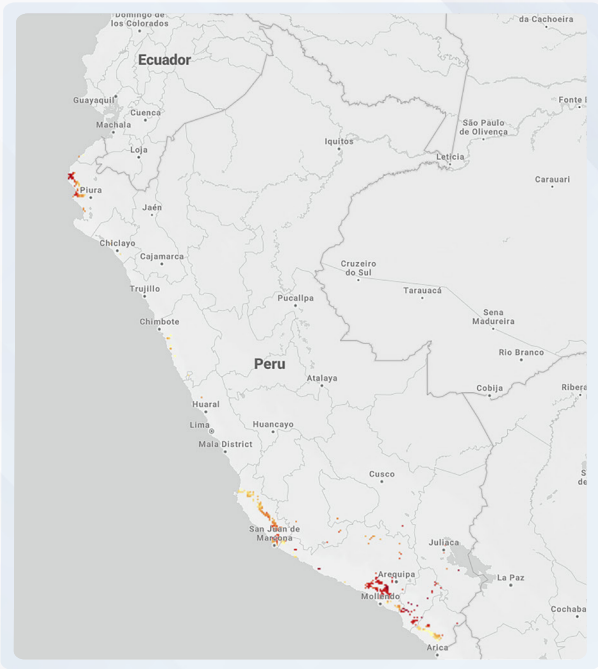 Domingo de
los Colorados
da Cachoeira
Ecuador
Guayaquil
Cuenca
Machala
Fonte
São Paulo
de Olivença
Loja
Iquitos
Leticia
Carauari
Piura
Jaén
Chiclayo
Cajamarca
Cruzeiro
do Sul
Trujillo
Tarauacá
Pucallpa
Sena
Madureira
Chimbote
Rio Branco
Peru
Atalaya
Cobija
Ribera
Huaral
Lima
Huancayo
Mala District
Cusco
San Juan de
Marcona
Juliaca
Arequipa
La Paz
Mollendo
Cochaba
Arica